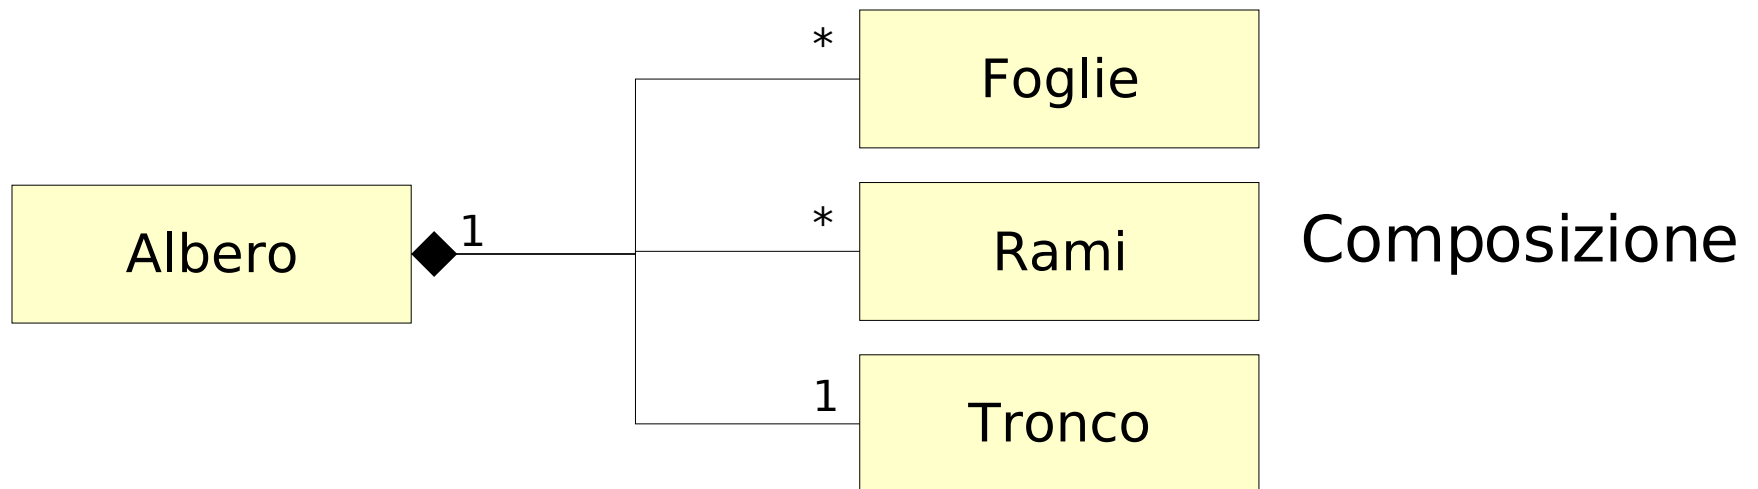 *
Foglie
Albero
1
*
Rami
Composizione
1
Tronco